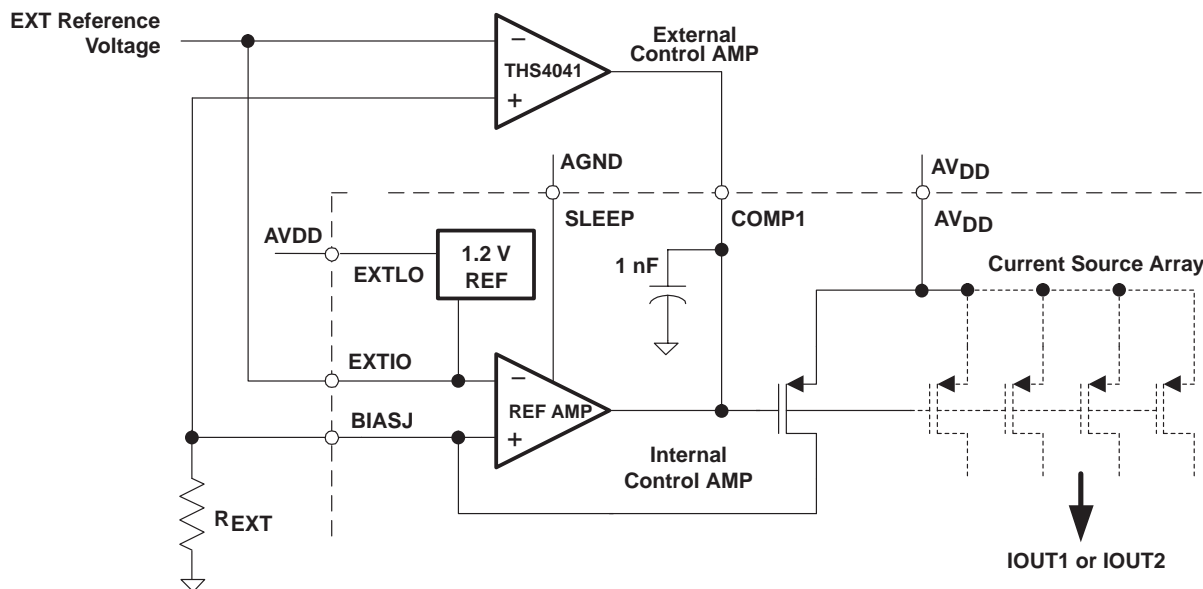 EXT Reference
Voltage
−
THS4041
+
External
Control AMP
AGND
AVDD
SLEEP
COMP1
AVDD
AVDD
EXTLO
1.2 V
REF
1 nF
Current Source Array
EXTIO
−
REF AMP
+
BIASJ
Internal
Control AMP
REXT
IOUT1 or IOUT2